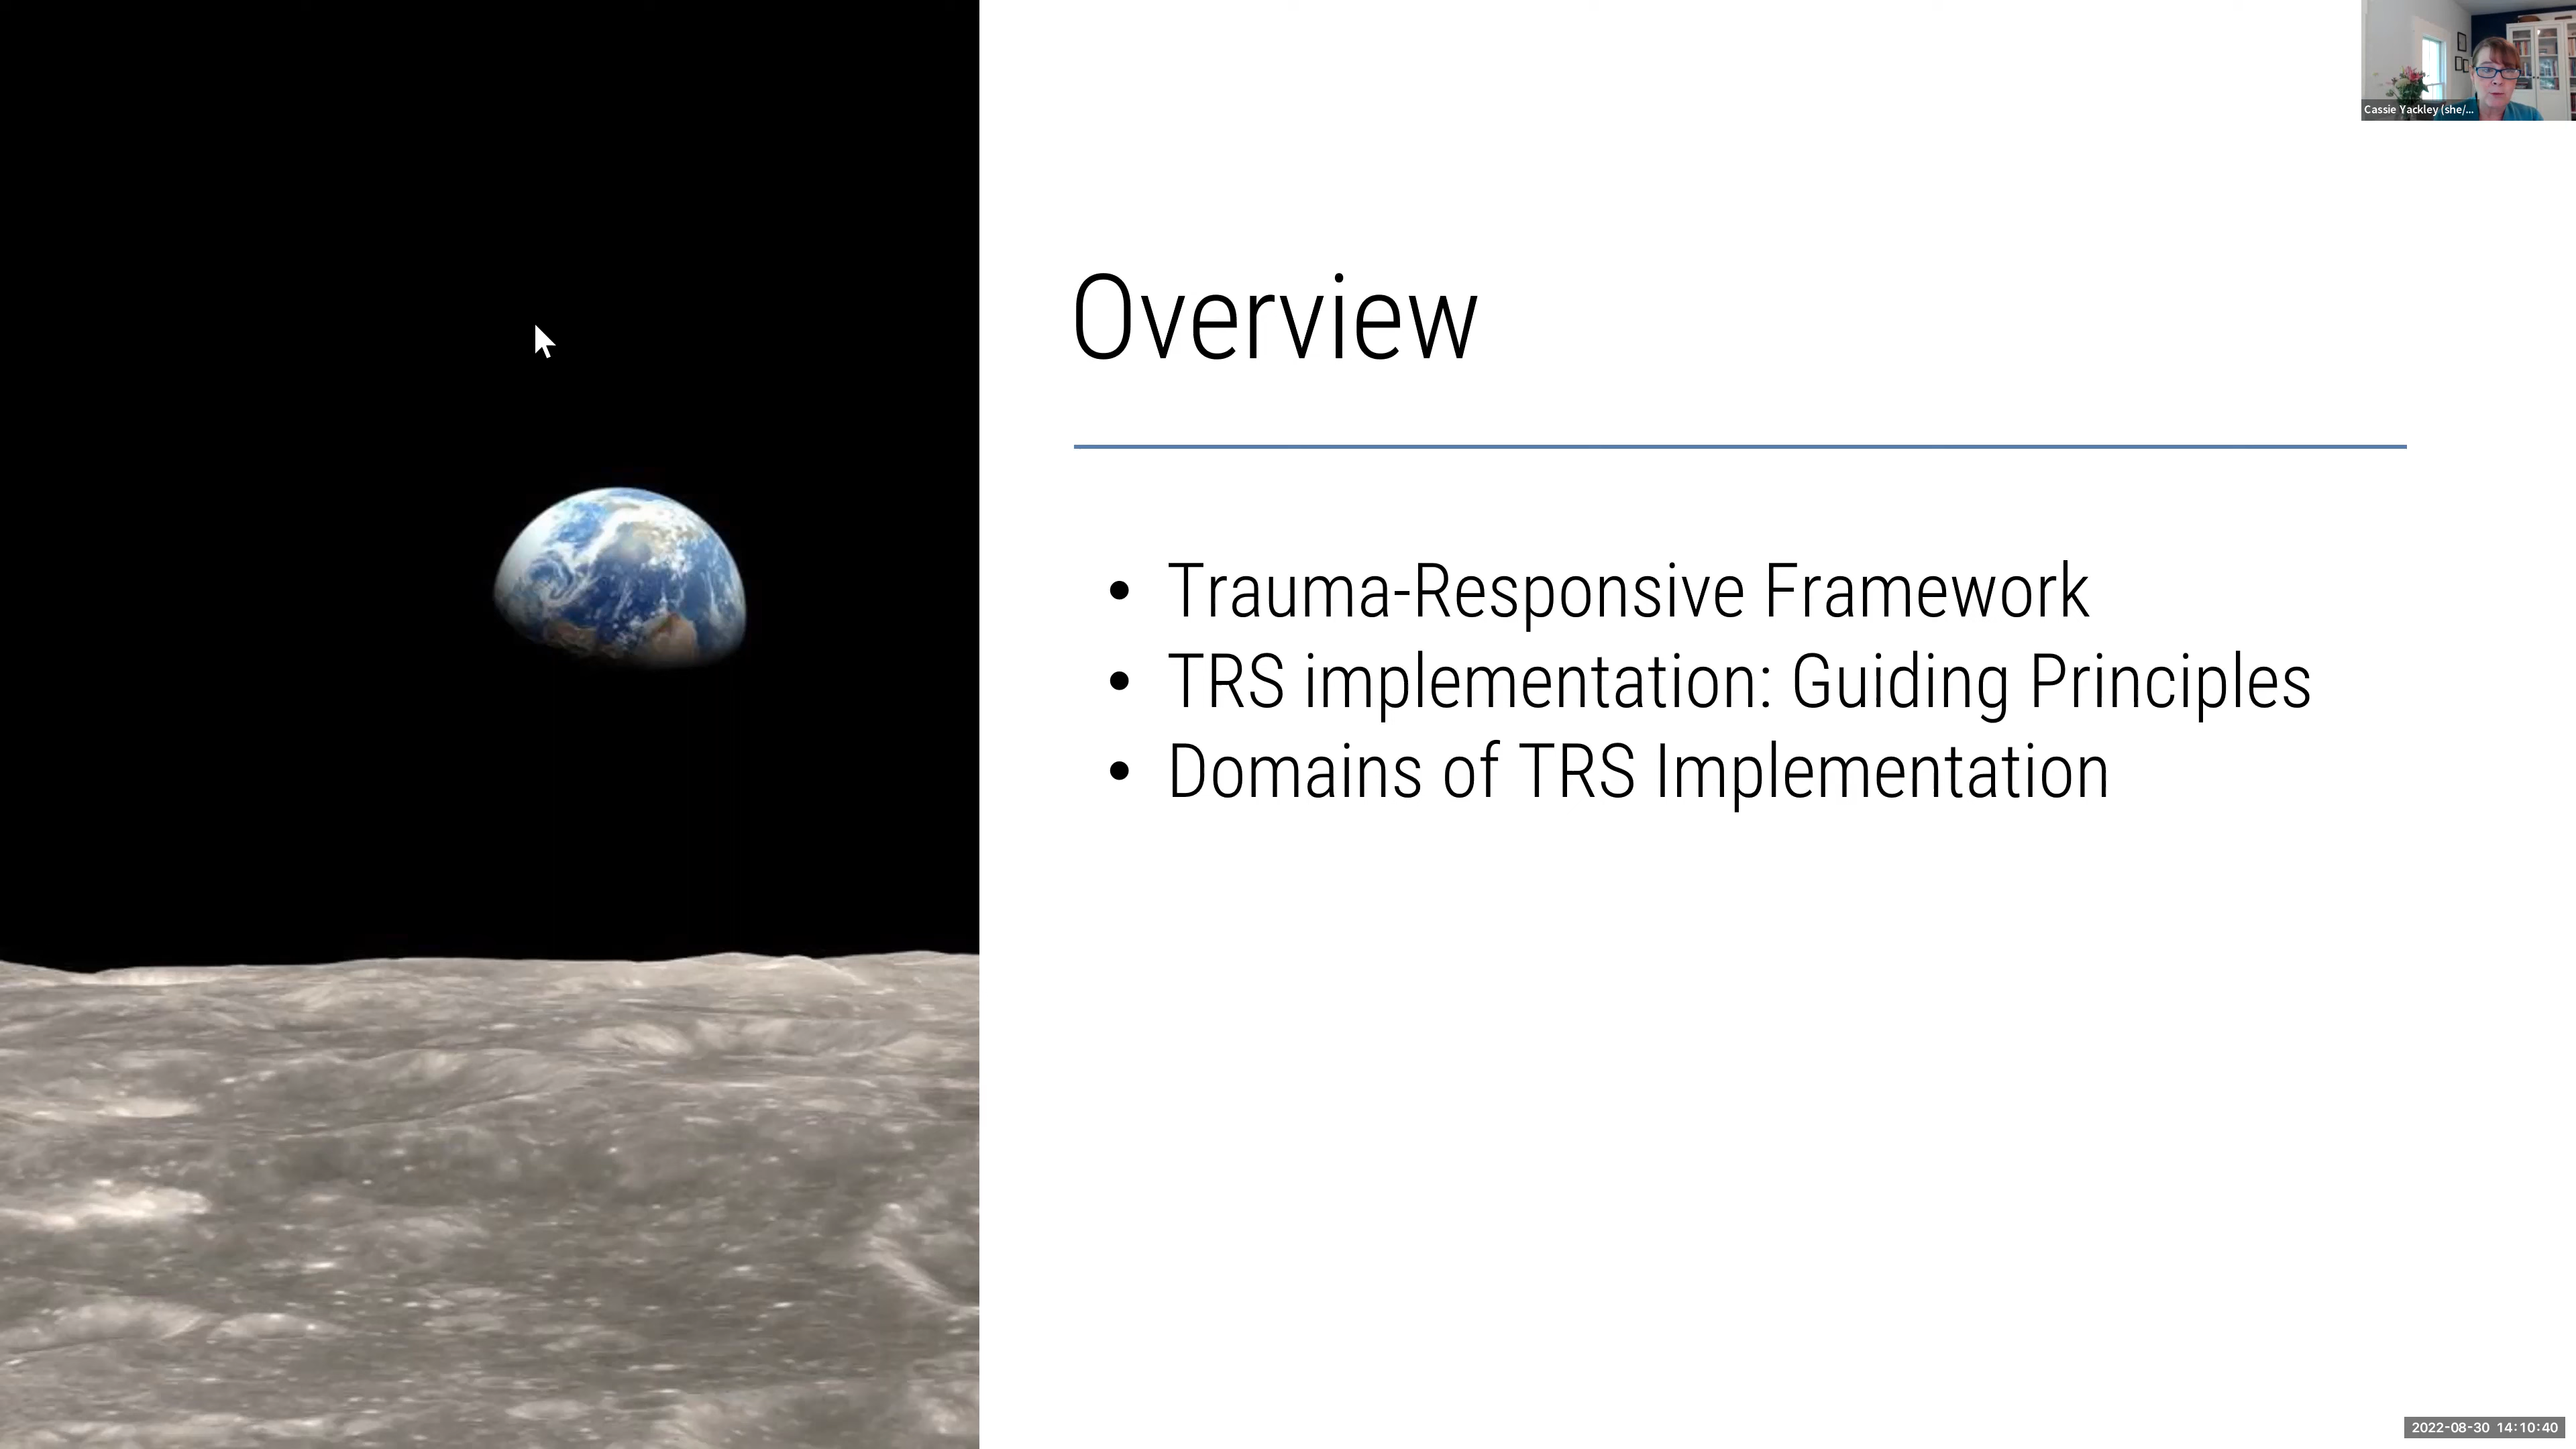 Cassie Yackley (she/...
Overview
• Trauma-Responsive Framework
• TRS implementation: Guiding Principles
• Domains of TRS Implementation
2022-08-30 14:10:40